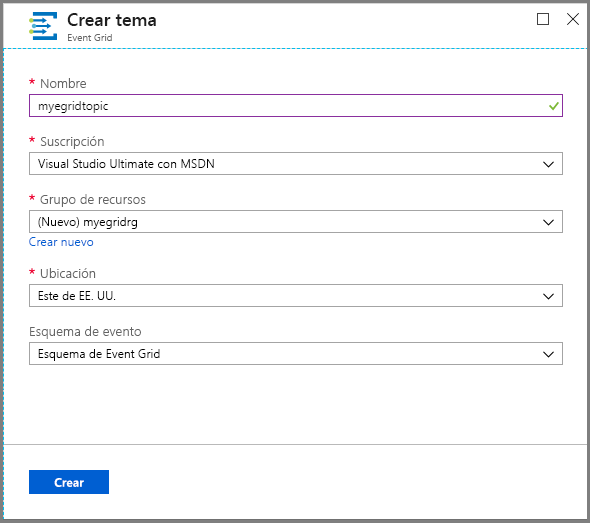 Crear tema
Event Grid
* Nombre
myegridtopic
* Suscripción
Visual Studio Ultimate con MSDN
* Grupo de recursos
(Nuevo) myegridrg
Crear nuevo
* Ubicación
Este de EE. UU.
Esquema de evento
Esquema de Event Grid
Crear